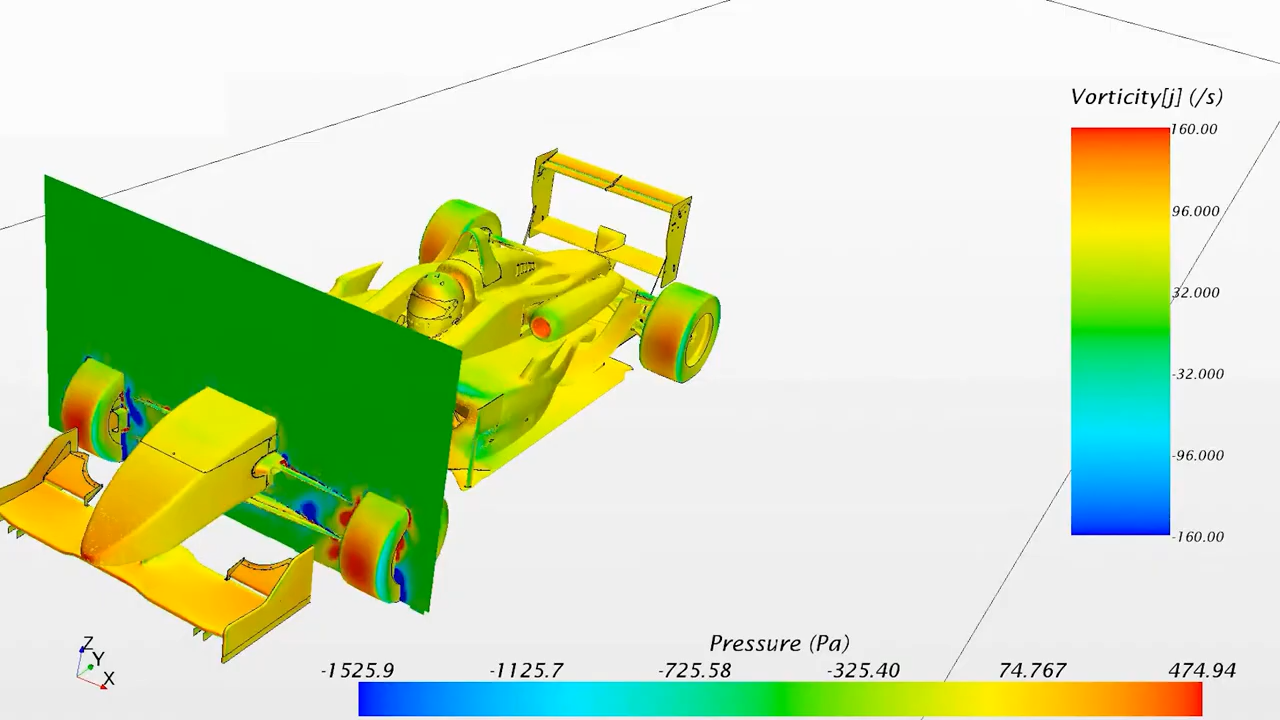 Vorticity[j] (/s)
160.00
96.000
32.000
-32.000
-96.000
-160.00
Z
Y
X
Pressure (Pa)
-1525.9 -1125.7 -725.58 -325.40 74.767 474.94